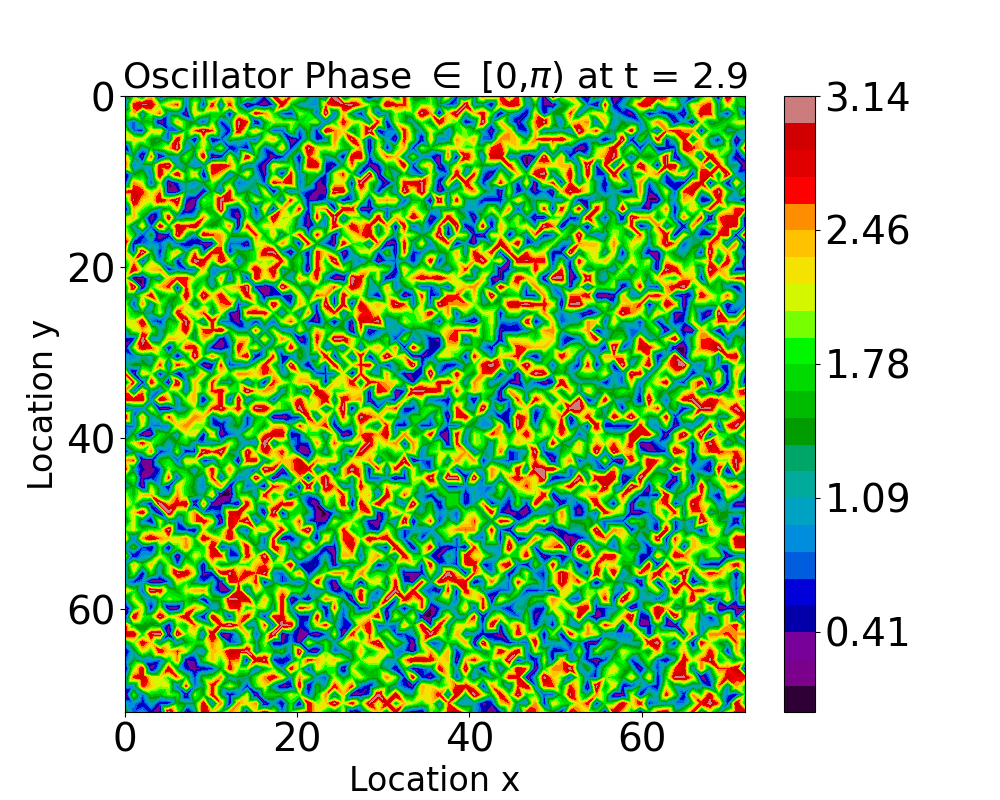 Oscillator Phase ∈ [0,π) at t = 2.9
0
20
40
60
Location y
0 20 40 60
Location x
3.14
2.46
1.78
1.09
0.41